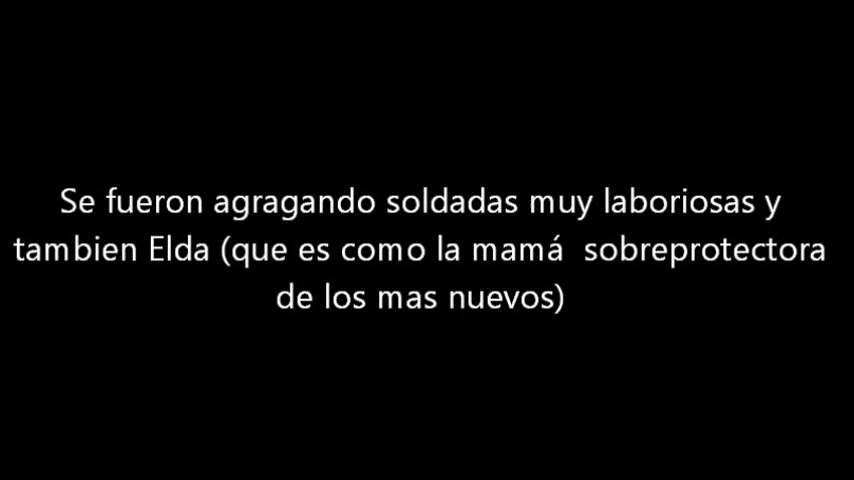 Se fueron agragando soldadas muy laboriosas y
tambien Elda (que es como la mamá  sobreprotectora
de los mas nuevos)